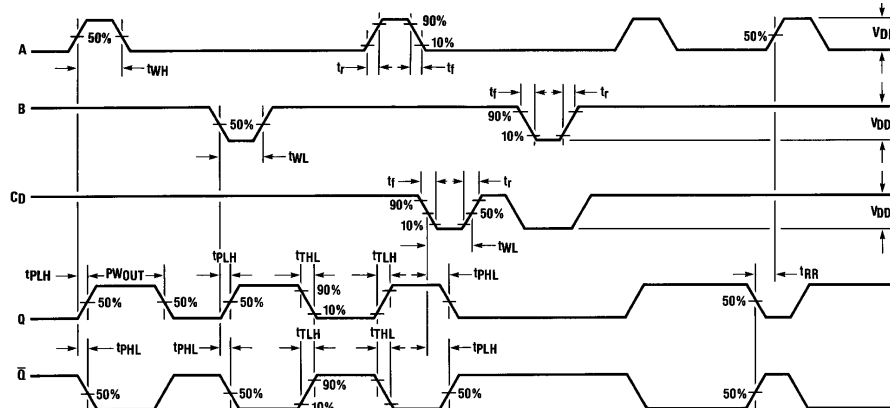 90%
A 50% 10% 50%
tWH tr tf
tf tr
B 50% 90%
10% VDD
tWL
tf tr
CD 90% 50% VDD
10%
tPLH tTHL tTLH tWL
tPLH PWOUT tPHL tRR
50% 50% 50% 90% 50%
Q 10%
tTLH tTHL
tPHL tPHL tPLH
Q̅ 50% 50% 90% 50% 50%
10%